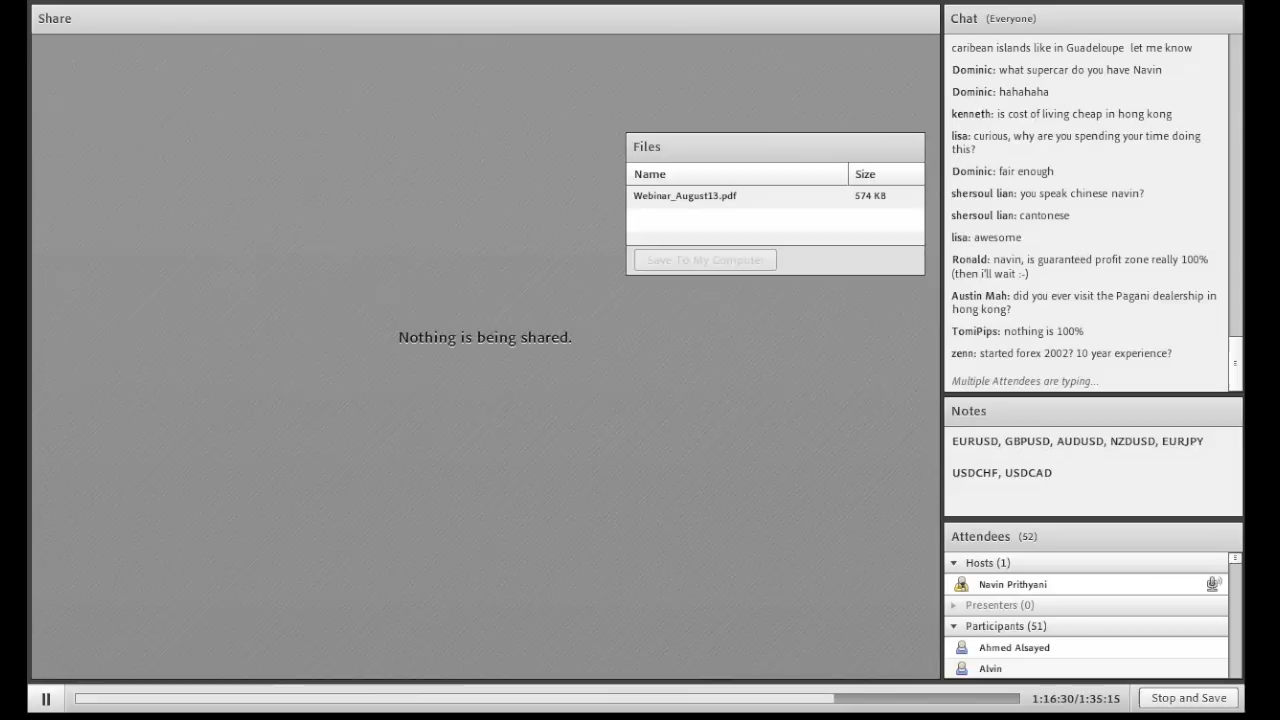 Share
Nothing is being shared.
Files
Name Size
Webinar_August13.pdf 574 KB
Save To My Computer
Chat (Everyone)
caribean islands like in Guadeloupe let me know
Dominic: what supercar do you have Navin
Dominic: hahahaha
kenneth: is cost of living cheap in hong kong
lisa: curious, why are you spending your time doing
this?
Dominic: fair enough
shersoul lian: you speak chinese navin?
shersoul lian: cantonese
lisa: awesome
Ronald: navin, is guaranteed profit zone really 100%
(then i'll wait :-)
Austin Mah: did you ever visit the Pagani dealership in
hong kong?
TomiPips: nothing is 100%
zenn: started forex 2002? 10 year experience?
Multiple Attendees are typing...
Notes
EURUSD, GBPUSD, AUDUSD, NZDUSD, EURJPY
USDCHF, USDCAD
Attendees (52)
Hosts (1)
Navin Prithyani
Presenters (0)
Participants (51)
Ahmed Alsayed
Alvin
1:16:30/1:35:15
Stop and Save